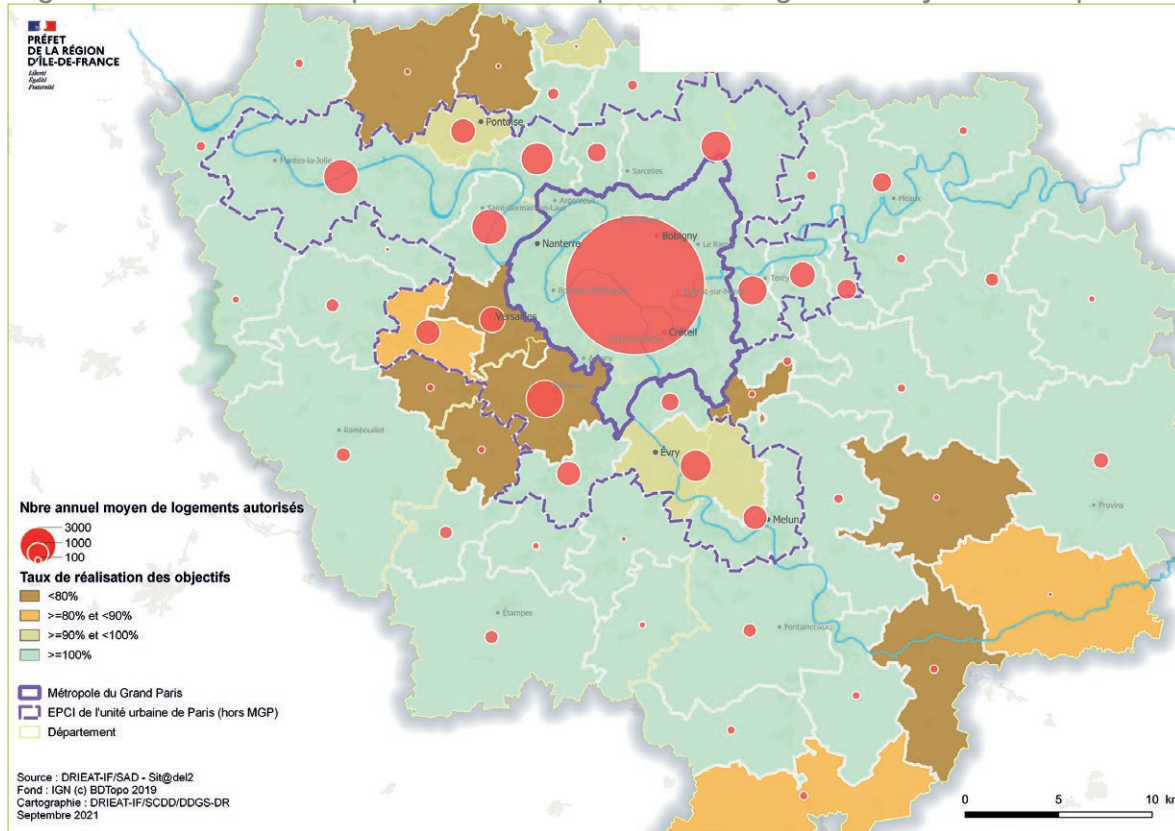 PRÉFET
DE LA RÉGION
D'ÎLE-DE-FRANCE
Liberté
Égalité
Fraternité
Pontoise
Mantes-la-Jolie
Sarcelles
Meaux
Argenteuil
Saint-Germain-en-Laye
Nanterre
Bobigny
Le Raincy
Torcy
Versailles
Créteil
Antony
Rambouillet
Évry
Melun
Provins
Étampes
Fontainebleau
Nbre annuel moyen de logements autorisés
3000
1000
100
Taux de réalisation des objectifs
<80%
>=80% et <90%
>=90% et <100%
>=100%
Métropole du Grand Paris
EPCI de l'unité urbaine de Paris (hors MGP)
Département
Source : DRIEAT-IF/SAD - Sit@del2
Fond : IGN (c) BDTopo 2019
Cartographie : DRIEAT-IF/SCDD/DDGS-DR
Septembre 2021
0 5 10 km